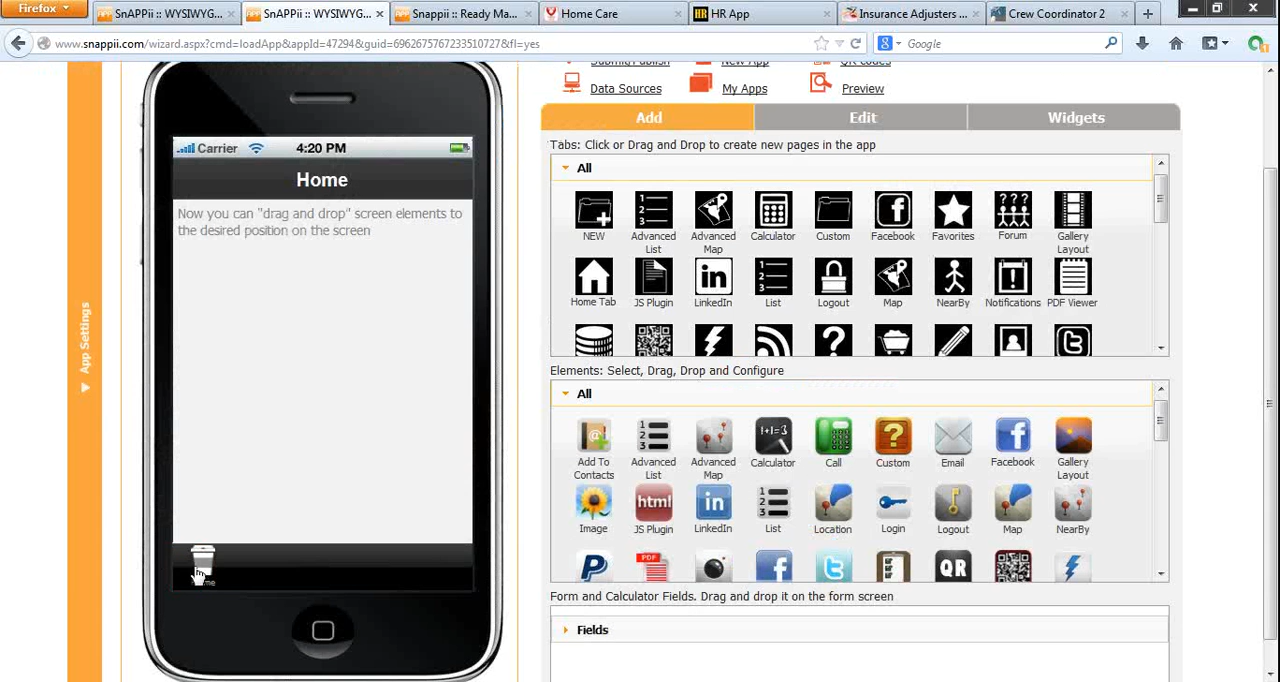 Firefox
SnAPPii :: WYSIWYG...
SnAPPii :: WYSIWYG...
Snappii :: Ready Ma...
Home Care
HR App
Insurance Adjusters ...
Crew Coordinator 2
www.snappii.com/wizard.aspx?cmd=loadApp&appId=47294&guid=6962675767233510727&fl=yes
Google
Submit/Publish
New App
QR codes
Data Sources
My Apps
Preview
Add
Edit
Widgets
App Settings
Carrier
4:20 PM
Home
Now you can "drag and drop" screen elements to
the desired position on the screen
Tabs: Click or Drag and Drop to create new pages in the app
All
NEW
Advanced List
Advanced Map
Calculator
Custom
Facebook
Favorites
Forum
Gallery Layout
Home Tab
JS Plugin
LinkedIn
List
Logout
Map
NearBy
Notifications
PDF Viewer
Elements: Select, Drag, Drop and Configure
All
Add To Contacts
Advanced List
Advanced Map
1+1=3
Calculator
Call
Custom
Email
Facebook
Gallery Layout
Image
html
JS Plugin
LinkedIn
List
Location
Login
Logout
Map
NearBy
PDF
QR
Form and Calculator Fields. Drag and drop it on the form screen
Fields